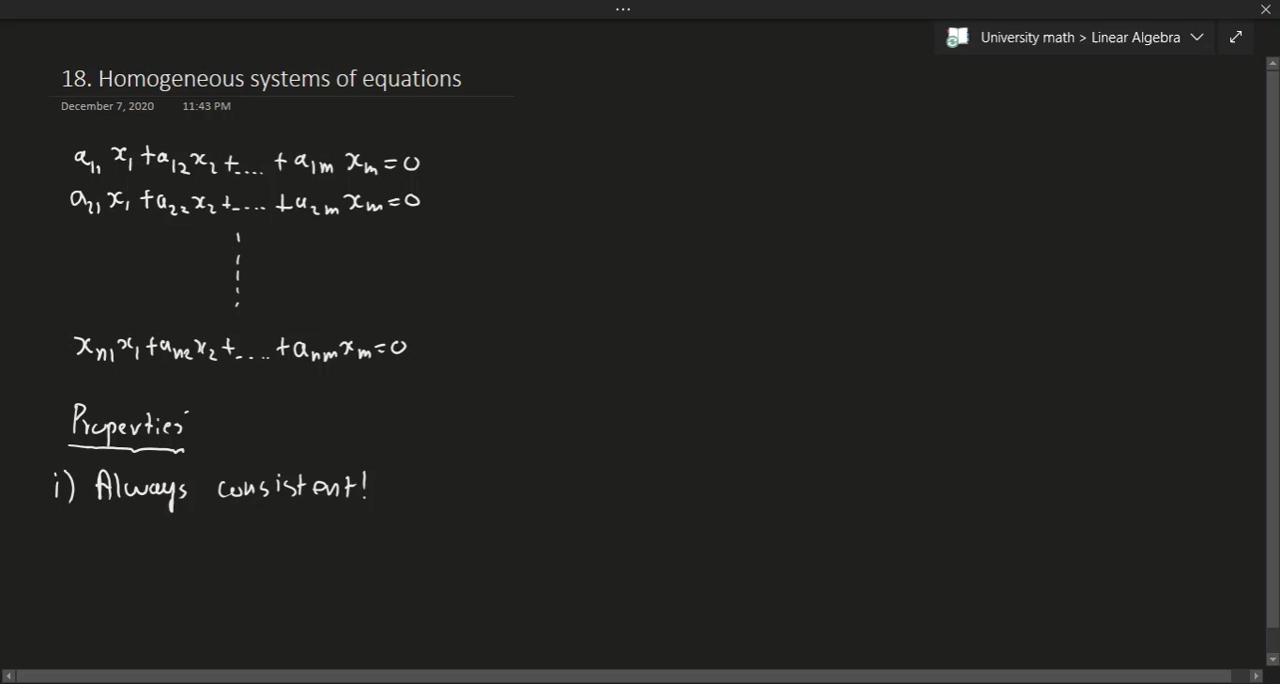 ...
University math > Linear Algebra
18. Homogeneous systems of equations
December 7, 2020 11:43 PM
a₁₁ x₁ + a₁₂ x₂ + .... + a₁ₘ xₘ = 0
a₂₁ x₁ + a₂₂ x₂ + .... + a₂ₘ xₘ = 0
xₙ₁ x₁ + aₙ₂ x₂ + .... + aₙₘ xₘ = 0
Properties
i) Always consistent!